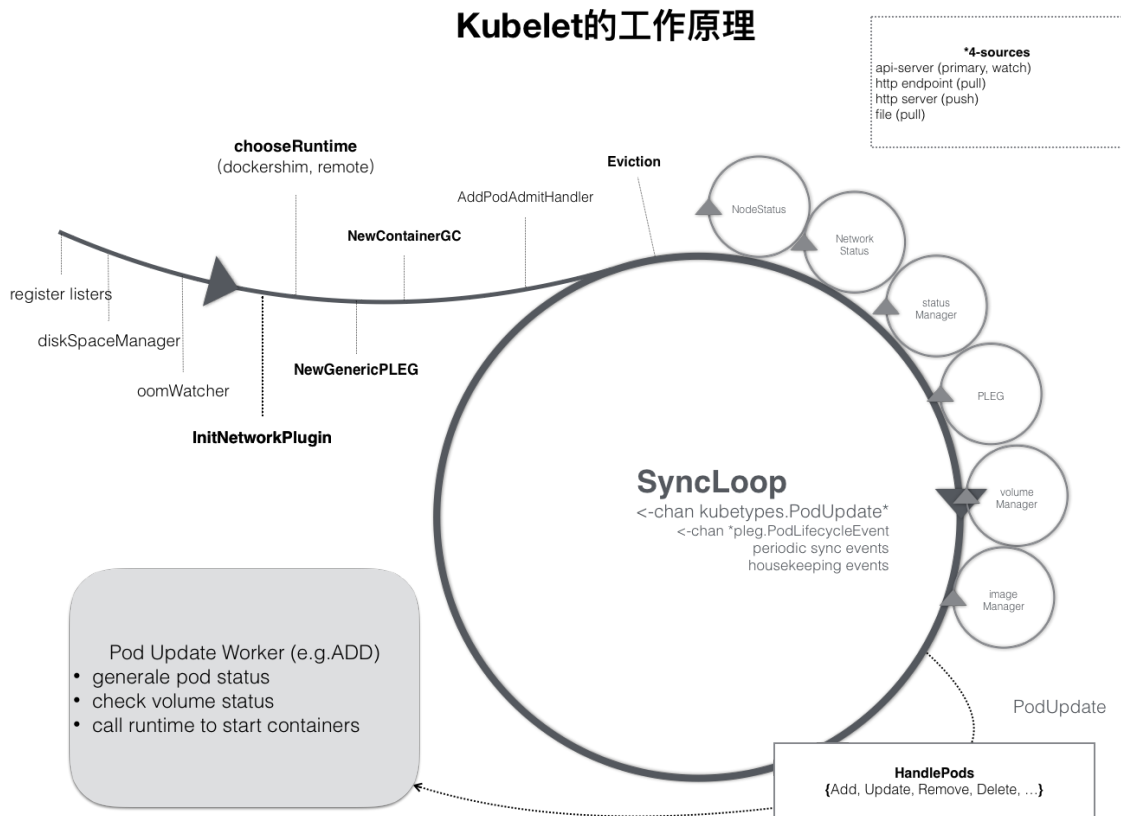 Kubelet的工作原理
*4-sources
api-server (primary, watch)
http endpoint (pull)
http server (push)
file (pull)
chooseRuntime
(dockershim, remote)
Eviction
AddPodAdmitHandler
NewContainerGC
register listers
diskSpaceManager
oomWatcher
NewGenericPLEG
InitNetworkPlugin
NodeStatus
Network
Status
status
Manager
PLEG
volume
Manager
image
Manager
SyncLoop
<-chan kubetypes.PodUpdate*
<-chan *pleg.PodLifecycleEvent
periodic sync events
housekeeping events
Pod Update Worker (e.g.ADD)
• generale pod status
• check volume status
• call runtime to start containers
PodUpdate
HandlePods
{Add, Update, Remove, Delete, …}